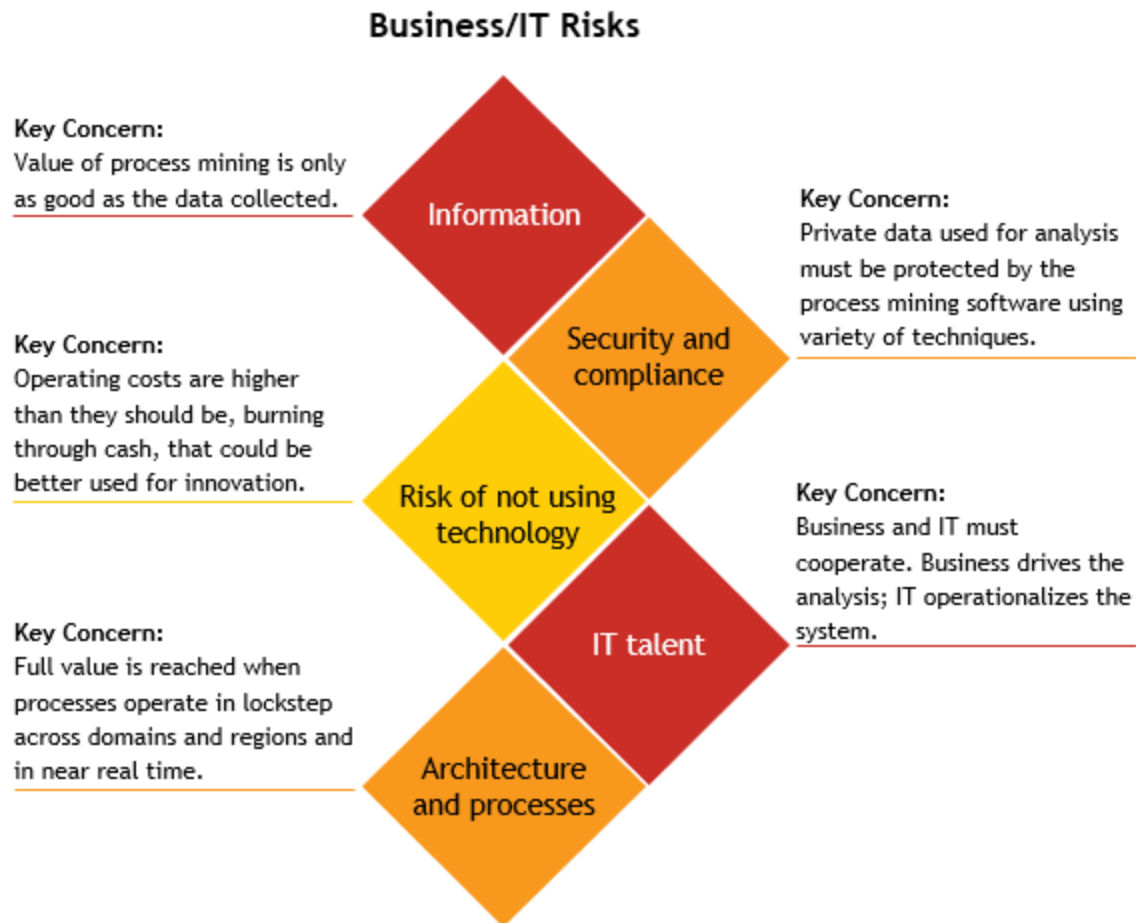 Business/IT Risks
Key Concern:
Value of process mining is only
as good as the data collected.
Information
Key Concern:
Private data used for analysis
must be protected by the
process mining software using
variety of techniques.
Security and
compliance
Key Concern:
Operating costs are higher
than they should be, burning
through cash, that could be
better used for innovation.
Risk of not using
technology
Key Concern:
Business and IT must
cooperate. Business drives the
analysis; IT operationalizes the
system.
IT talent
Key Concern:
Full value is reached when
processes operate in lockstep
across domains and regions and
in near real time.
Architecture
and processes